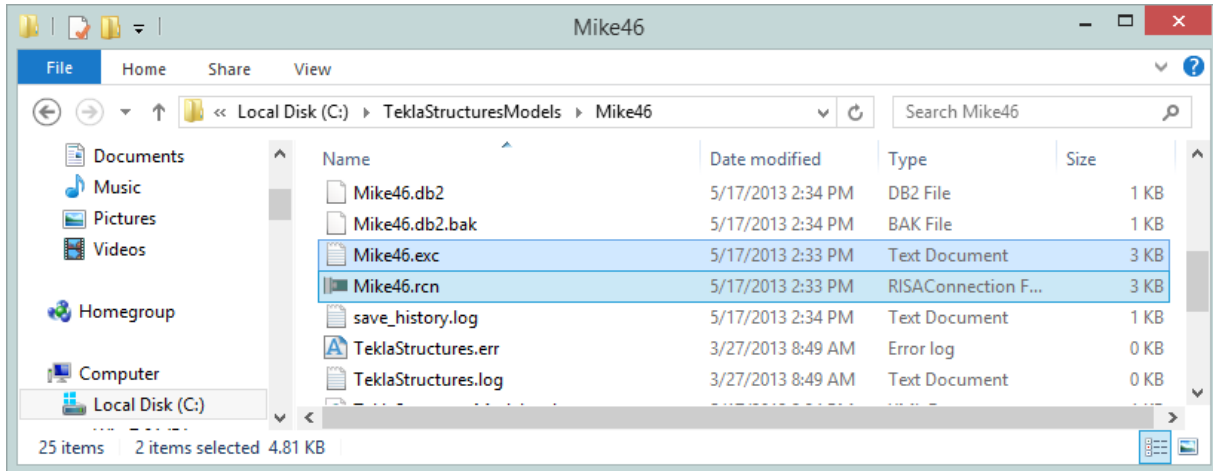 Mike46
File Home Share View
« Local Disk (C:) TeklaStructuresModels Mike46 Search Mike46
Documents
Music
Pictures
Videos
Homegroup
Computer
Local Disk (C:)
Name Date modified Type Size
Mike46.db2 5/17/2013 2:34 PM DB2 File 1 KB
Mike46.db2.bak 5/17/2013 2:34 PM BAK File 1 KB
Mike46.exc 5/17/2013 2:33 PM Text Document 3 KB
Mike46.rcn 5/17/2013 2:33 PM RISAConnection F... 3 KB
save_history.log 5/17/2013 2:34 PM Text Document 1 KB
TeklaStructures.err 3/27/2013 8:49 AM Error log 0 KB
TeklaStructures.log 3/27/2013 8:49 AM Text Document 0 KB
25 items 2 items selected 4.81 KB